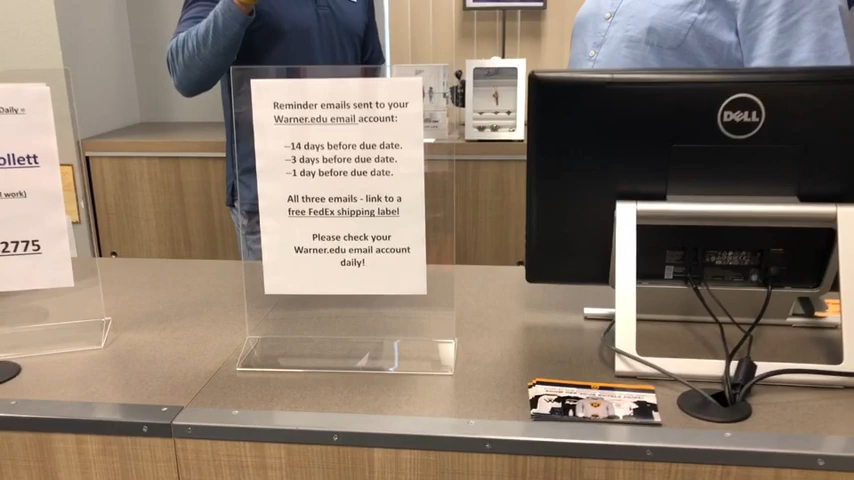 Daily =
ollett
l work)
2775
Reminder emails sent to your
Warner.edu email account:
–14 days before due date.
–3 days before due date.
–1 day before due date.
All three emails - link to a
free FedEx shipping label
Please check your
Warner.edu email account
daily!
DELL